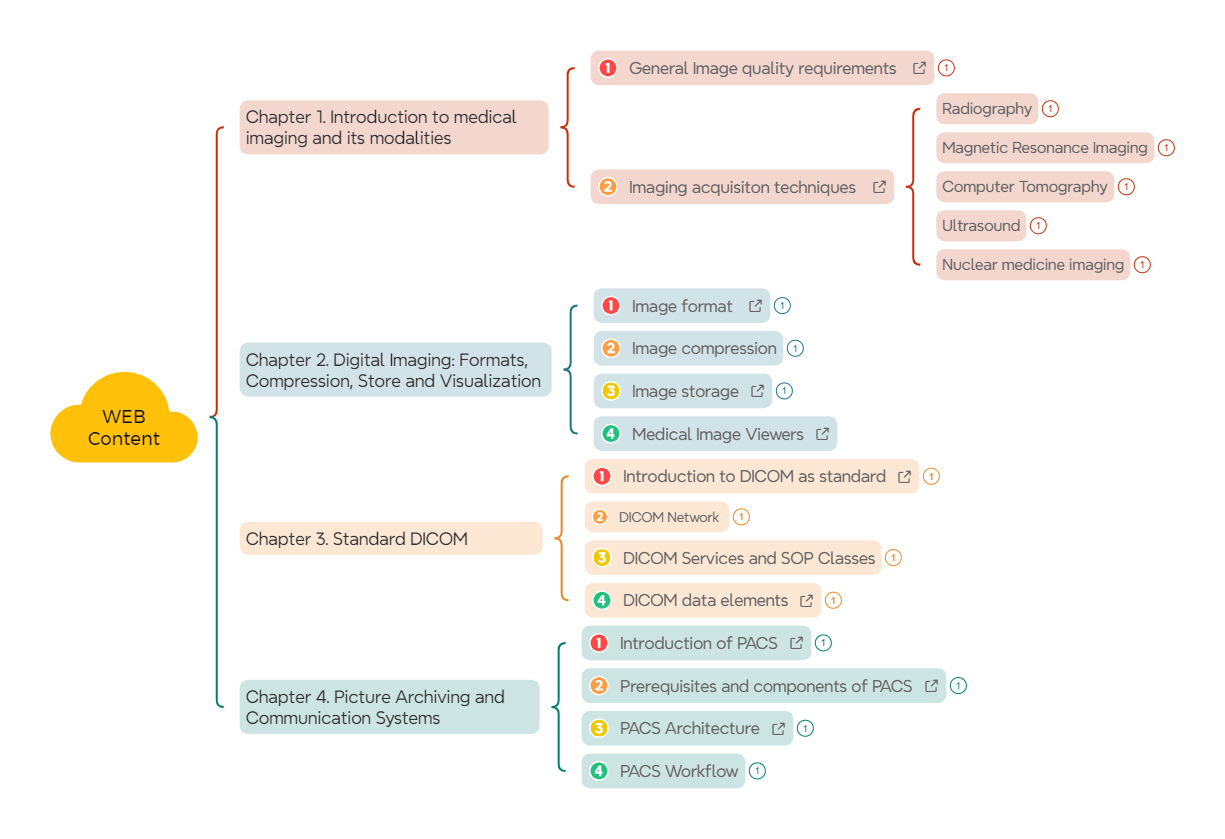 WEB
Content
Chapter 1. Introduction to medical
imaging and its modalities
1 General Image quality requirements 1
2 Imaging acquisiton techniques
Radiography 1
Magnetic Resonance Imaging 1
Computer Tomography 1
Ultrasound 1
Nuclear medicine imaging 1
Chapter 2. Digital Imaging: Formats,
Compression, Store and Visualization
1 Image format 1
2 Image compression 1
3 Image storage 1
4 Medical Image Viewers
Chapter 3. Standard DICOM
1 Introduction to DICOM as standard 1
2 DICOM Network 1
3 DICOM Services and SOP Classes 1
4 DICOM data elements 1
Chapter 4. Picture Archiving and
Communication Systems
1 Introduction of PACS 1
2 Prerequisites and components of PACS 1
3 PACS Architecture 1
4 PACS Workflow 1